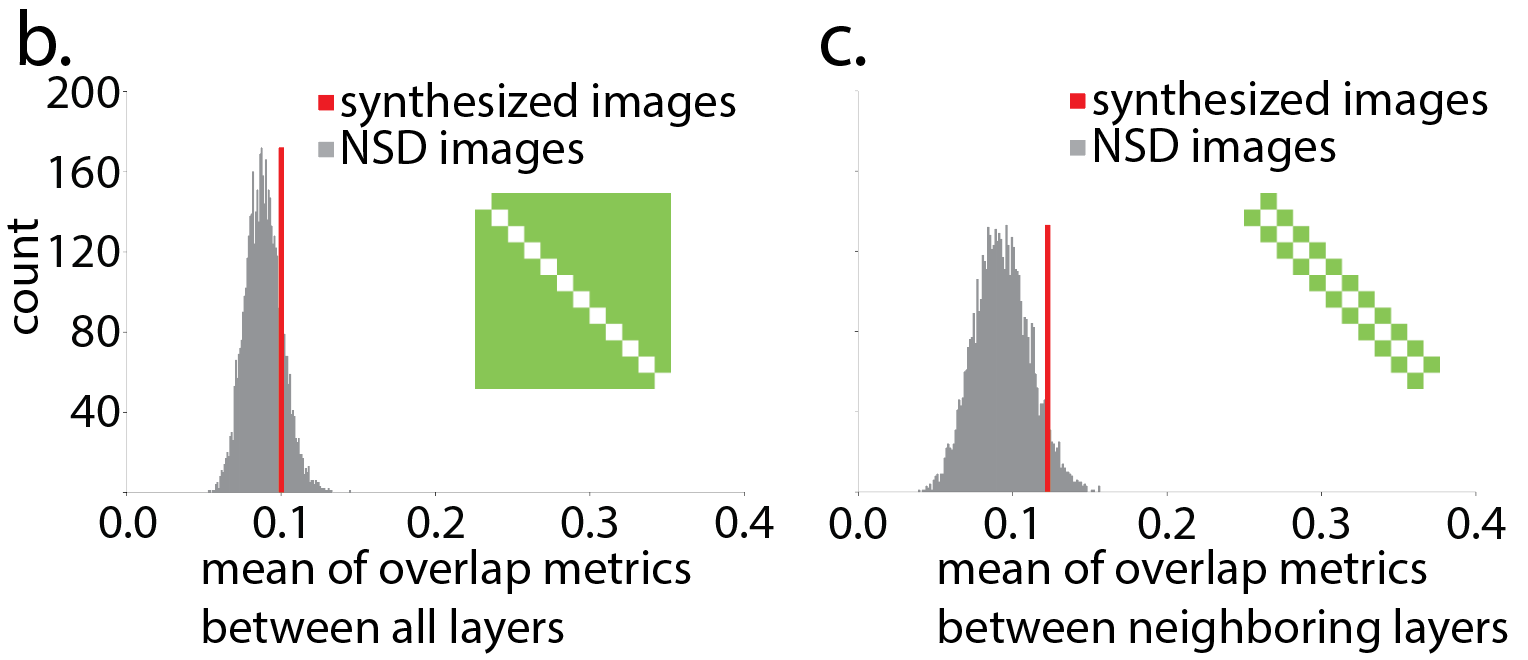 b.
200
160
120
80
40
count
synthesized images
NSD images
0.0 0.1 0.2 0.3 0.4
mean of overlap metrics
between all layers
c.
synthesized images
NSD images
0.0 0.1 0.2 0.3 0.4
mean of overlap metrics
between neighboring layers